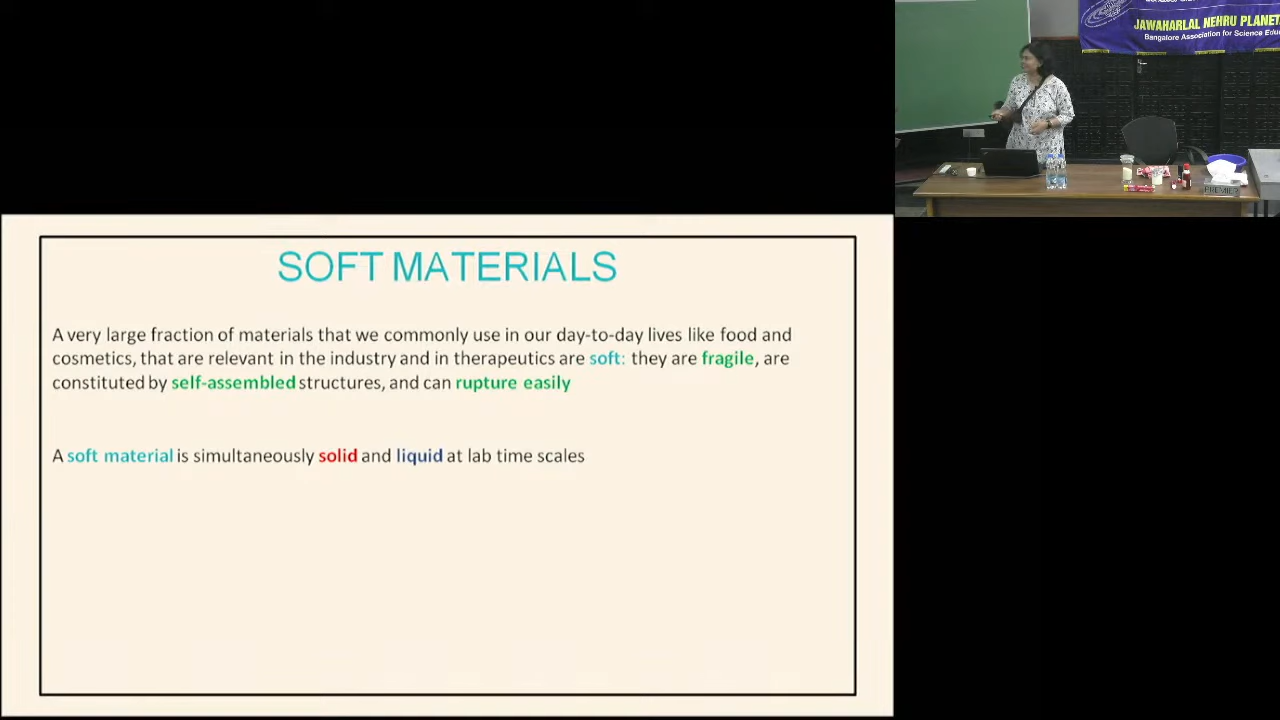 JAWAHARLAL NEHRU
Bangalore Association for Science
PREMIER
SOFT MATERIALS
A very large fraction of materials that we commonly use in our day-to-day lives like food and
cosmetics, that are relevant in the industry and in therapeutics are soft: they are fragile, are
constituted by self-assembled structures, and can rupture easily
A soft material is simultaneously solid and liquid at lab time scales